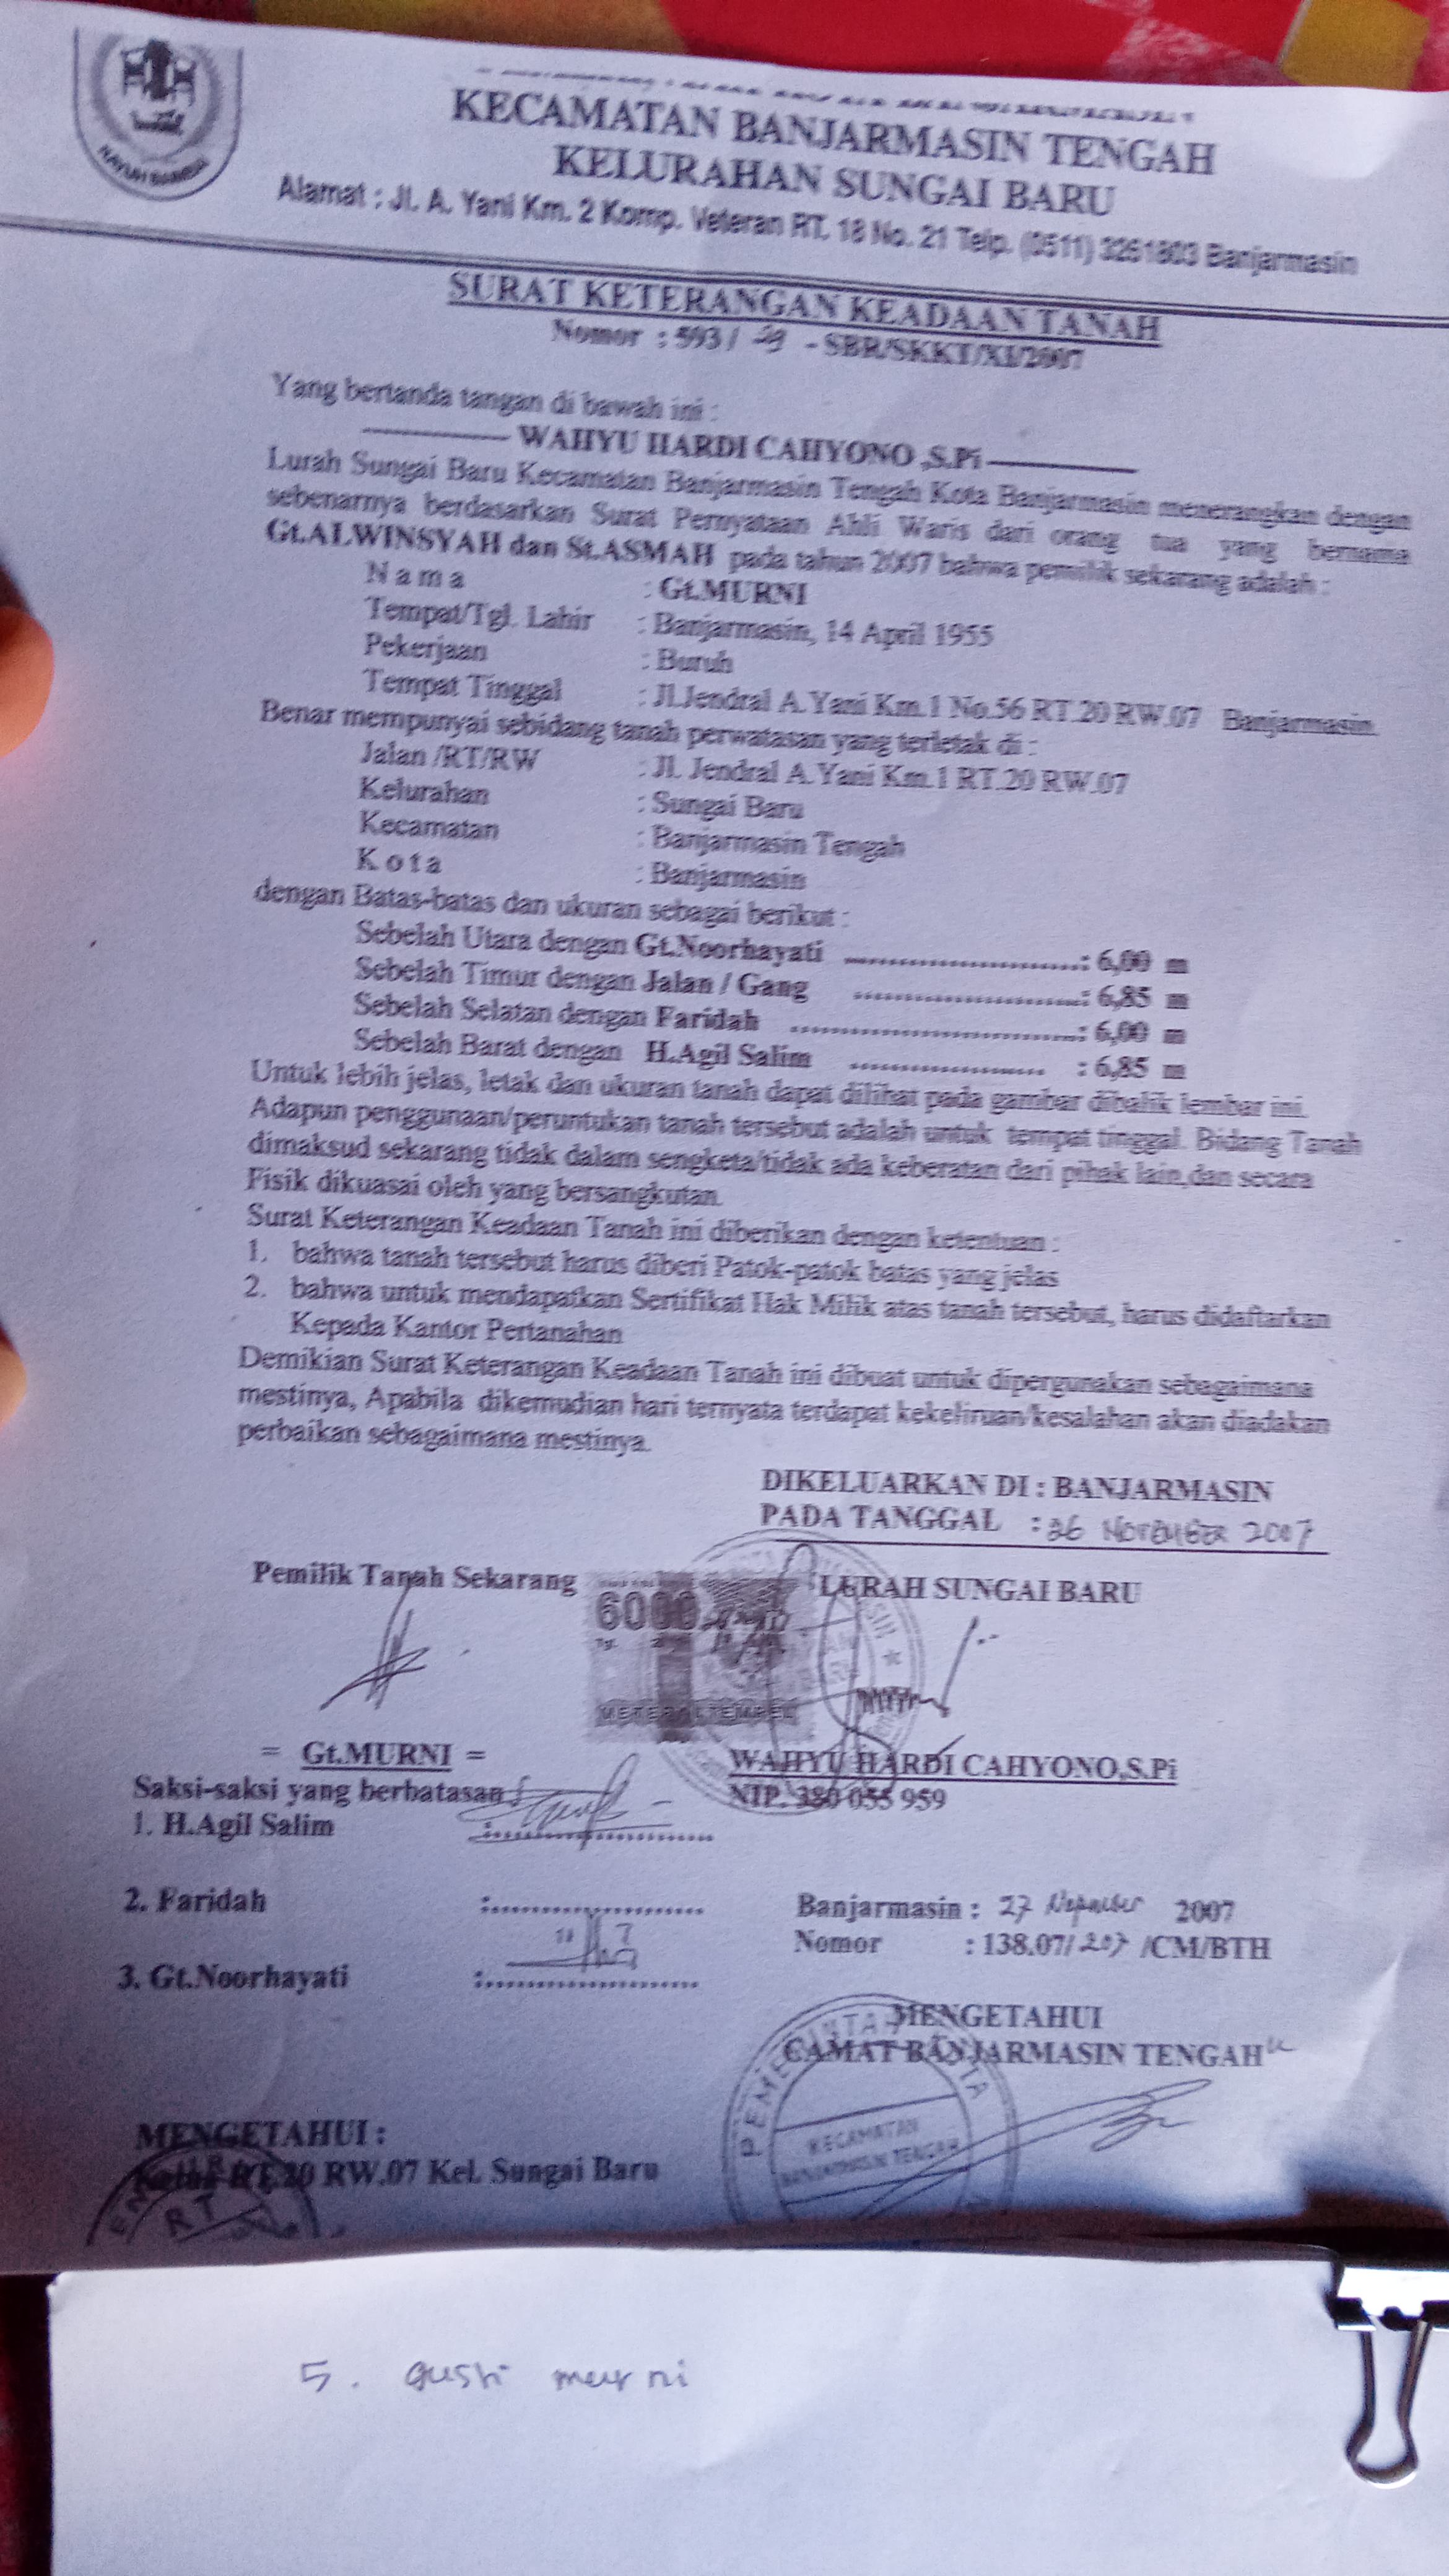 KAYUH BAIMBAI
KECAMATAN BANJARMASIN TENGAH
KELURAHAN SUNGAI BARU
Alamat : Jl. A. Yani Km. 2 Komp. Veteran RT. 18 No. 21 Telp. (0511) 3261803 Banjarmasin
SURAT KETERANGAN KEADAAN TANAH
Nomor : 593 / 29 - SBR/SKKT/XI/2007
Yang bertanda tangan di bawah ini :
WAHYU HARDI CAHYONO ,S.Pi
Lurah Sungai Baru Kecamatan Banjarmasin Tengah Kota Banjarmasin menerangkan dengan
sebenarnya berdasarkan Surat Pernyataan Ahli Waris dari orang tua yang bernama
Gt.ALWINSYAH dan St.ASMAH pada tahun 2007 bahwa pemilik sekarang adalah :
N a m a : Gt.MURNI
Tempat/Tgl. Lahir : Banjarmasin, 14 April 1955
Pekerjaan : Buruh
Tempat Tinggal : Jl.Jendral A.Yani Km.1 No.56 RT.20 RW.07 Banjarmasin.
Benar mempunyai sebidang tanah perwatasan yang terletak di :
Jalan /RT/RW : Jl. Jendral A.Yani Km.1 RT.20 RW.07
Kelurahan : Sungai Baru
Kecamatan : Banjarmasin Tengah
K o t a : Banjarmasin
dengan Batas-batas dan ukuran sebagai berikut :
Sebelah Utara dengan Gt.Noorhayati ........................... : 6,00 m
Sebelah Timur dengan Jalan / Gang ........................... : 6,85 m
Sebelah Selatan dengan Faridah ........................... : 6,00 m
Sebelah Barat dengan H.Agil Salim ........................... : 6,85 m
Untuk lebih jelas, letak dan ukuran tanah dapat dilihat pada gambar dibalik lembar ini.
Adapun penggunaan/peruntukan tanah tersebut adalah untuk tempat tinggal. Bidang Tanah
dimaksud sekarang tidak dalam sengketa/tidak ada keberatan dari pihak lain,dan secara
Fisik dikuasai oleh yang bersangkutan.
Surat Keterangan Keadaan Tanah ini diberikan dengan ketentuan :
1. bahwa tanah tersebut harus diberi Patok-patok batas yang jelas
2. bahwa untuk mendapatkan Sertifikat Hak Milik atas tanah tersebut, harus didaftarkan
Kepada Kantor Pertanahan
Demikian Surat Keterangan Keadaan Tanah ini dibuat untuk dipergunakan sebagaimana
mestinya, Apabila dikemudian hari ternyata terdapat kekeliruan/kesalahan akan diadakan
perbaikan sebagaimana mestinya.
DIKELUARKAN DI : BANJARMASIN
PADA TANGGAL : 26 NOVEMBER 2007
Pemilik Tanah Sekarang
LURAH SUNGAI BARU
6000
METERAI TEMPEL
= Gt.MURNI =
WAHYU HARDI CAHYONO,S.Pi
NIP. 380 055 959
Saksi-saksi yang berbatasan :
1. H.Agil Salim :........................
2. Faridah :........................
3. Gt.Noorhayati :........................
Banjarmasin : 27 Nopember 2007
Nomor : 138.07/ 207 /CM/BTH
MENGETAHUI
CAMAT BANJARMASIN TENGAH
PEMERINTAH KOTA
KECAMATAN
BANJARMASIN TENGAH
MENGETAHUI :
Ketua RT.20 RW.07 Kel. Sungai Baru
RT
5. Gusti murni